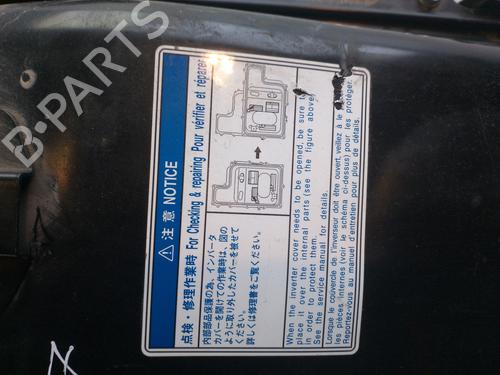 ⚠ 注意 NOTICE
点検・修理作業時 For Checking & repairing Pour vérifier et réparer
内部部品保護の為、インバータ
カバーを開けての作業時は、図の
ように取り外したカバーを被せて
ください。
詳しくは修理書をご覧ください。
When the inverter cover needs to be opened, be sure to
place it over the internal parts (see the figure above)
in order to protect them.
See the service manual for details.
Lorsque le couvercle de l'inverseur doit être ouvert, veillez à le
les pièces internes (voir le schéma ci-dessus) pour les protéger.
Reportez-vous au manuel d'entretien pour plus de détails.
B-PARTS